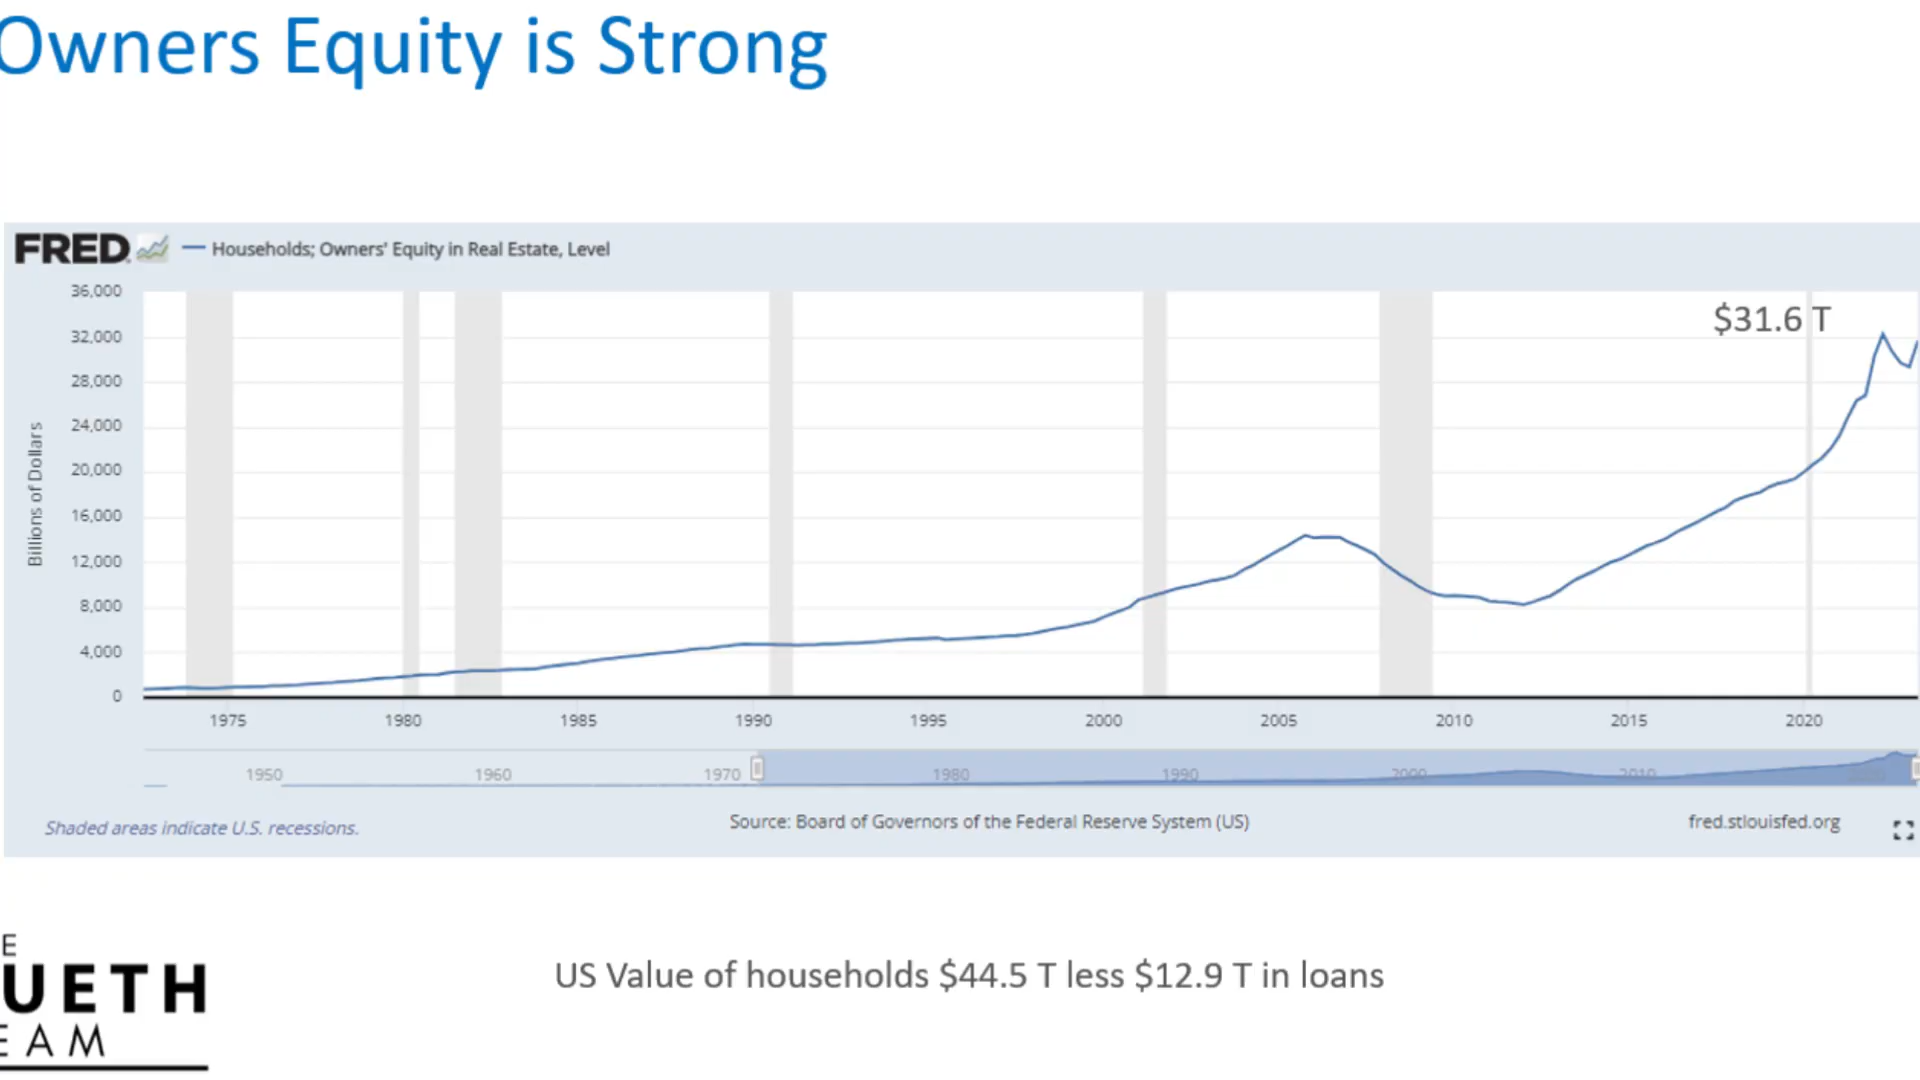 Owners Equity is Strong
FRED
Households; Owners' Equity in Real Estate, Level
36,000
32,000
28,000
24,000
20,000
16,000
12,000
8,000
4,000
0
Billions of Dollars
$31.6 T
1975 1980 1985 1990 1995 2000 2005 2010 2015 2020
1950 1960 1970 1980 1990 2000 2010
Shaded areas indicate U.S. recessions.
Source: Board of Governors of the Federal Reserve System (US)
fred.stlouisfed.org
E
UETH
EAM
US Value of households $44.5 T less $12.9 T in loans